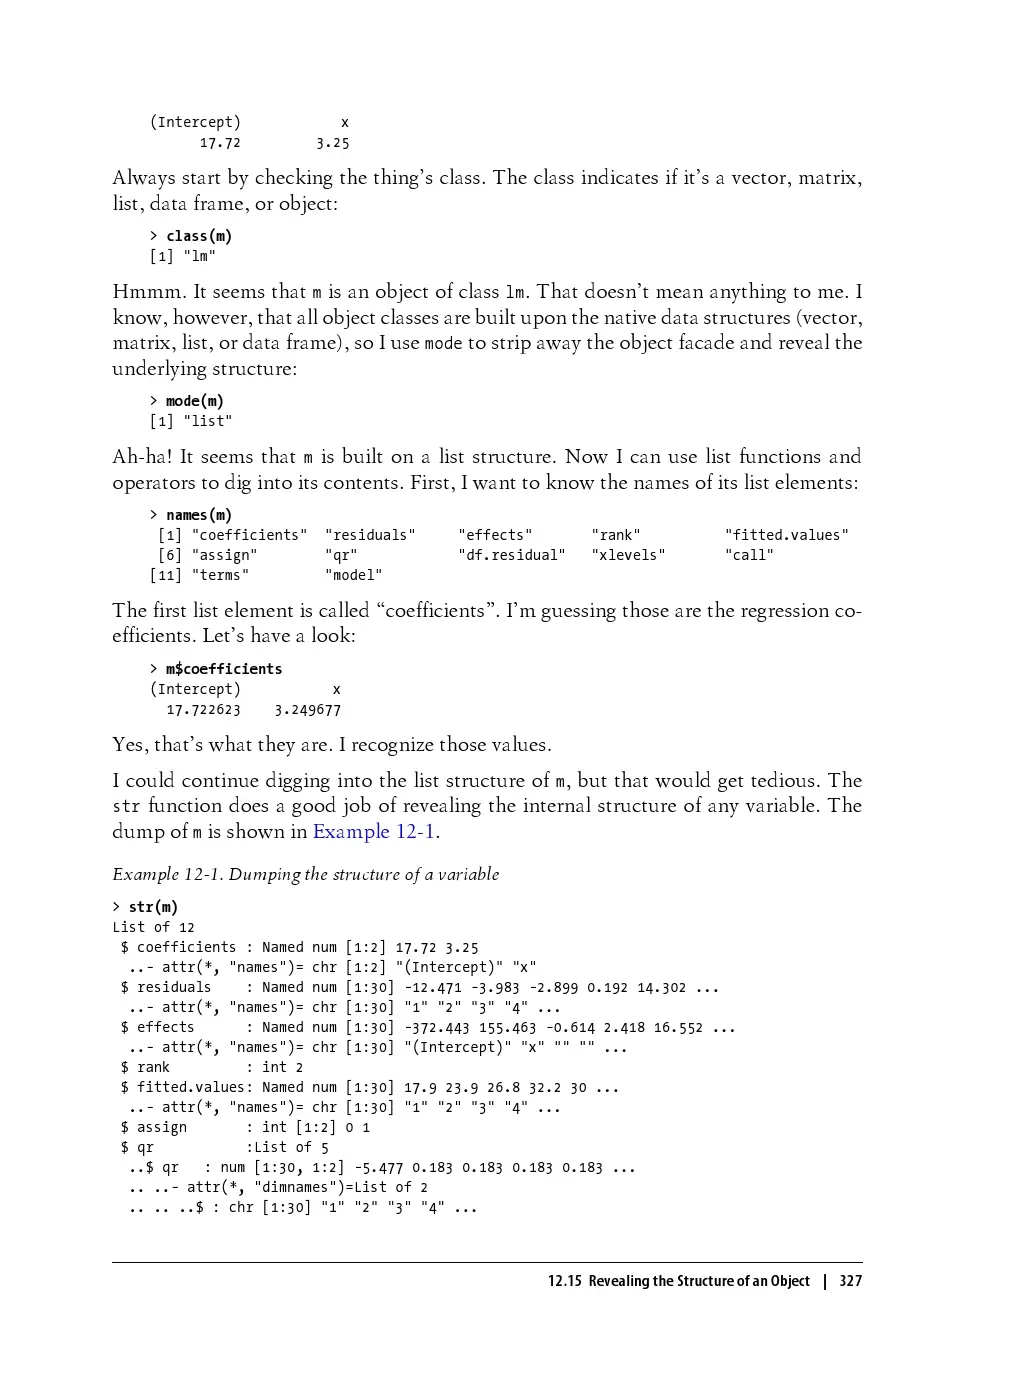 (Intercept)            x
      17.72         3.25
Always start by checking the thing’s class. The class indicates if it’s a vector, matrix,
list, data frame, or object:
> class(m)
[1] "lm"
Hmmm. It seems that m is an object of class lm. That doesn’t mean anything to me. I
know, however, that all object classes are built upon the native data structures (vector,
matrix, list, or data frame), so I use mode to strip away the object facade and reveal the
underlying structure:
> mode(m)
[1] "list"
Ah-ha! It seems that m is built on a list structure. Now I can use list functions and
operators to dig into its contents. First, I want to know the names of its list elements:
> names(m)
 [1] "coefficients"  "residuals"     "effects"       "rank"          "fitted.values"
 [6] "assign"        "qr"            "df.residual"   "xlevels"       "call"
[11] "terms"         "model"
The first list element is called “coefficients”. I’m guessing those are the regression co-
efficients. Let’s have a look:
> m$coefficients
(Intercept)           x
  17.722623    3.249677
Yes, that’s what they are. I recognize those values.
I could continue digging into the list structure of m, but that would get tedious. The
str function does a good job of revealing the internal structure of any variable. The
dump of m is shown in Example 12-1.
Example 12-1. Dumping the structure of a variable
> str(m)
List of 12
 $ coefficients : Named num [1:2] 17.72 3.25
  ..- attr(*, "names")= chr [1:2] "(Intercept)" "x"
 $ residuals    : Named num [1:30] -12.471 -3.983 -2.899 0.192 14.302 ...
  ..- attr(*, "names")= chr [1:30] "1" "2" "3" "4" ...
 $ effects      : Named num [1:30] -372.443 155.463 -0.614 2.418 16.552 ...
  ..- attr(*, "names")= chr [1:30] "(Intercept)" "x" "" "" ...
 $ rank         : int 2
 $ fitted.values: Named num [1:30] 17.9 23.9 26.8 32.2 30 ...
  ..- attr(*, "names")= chr [1:30] "1" "2" "3" "4" ...
 $ assign       : int [1:2] 0 1
 $ qr           :List of 5
  ..$ qr   : num [1:30, 1:2] -5.477 0.183 0.183 0.183 0.183 ...
  .. ..- attr(*, "dimnames")=List of 2
  .. .. ..$ : chr [1:30] "1" "2" "3" "4" ...
12.15 Revealing the Structure of an Object | 327